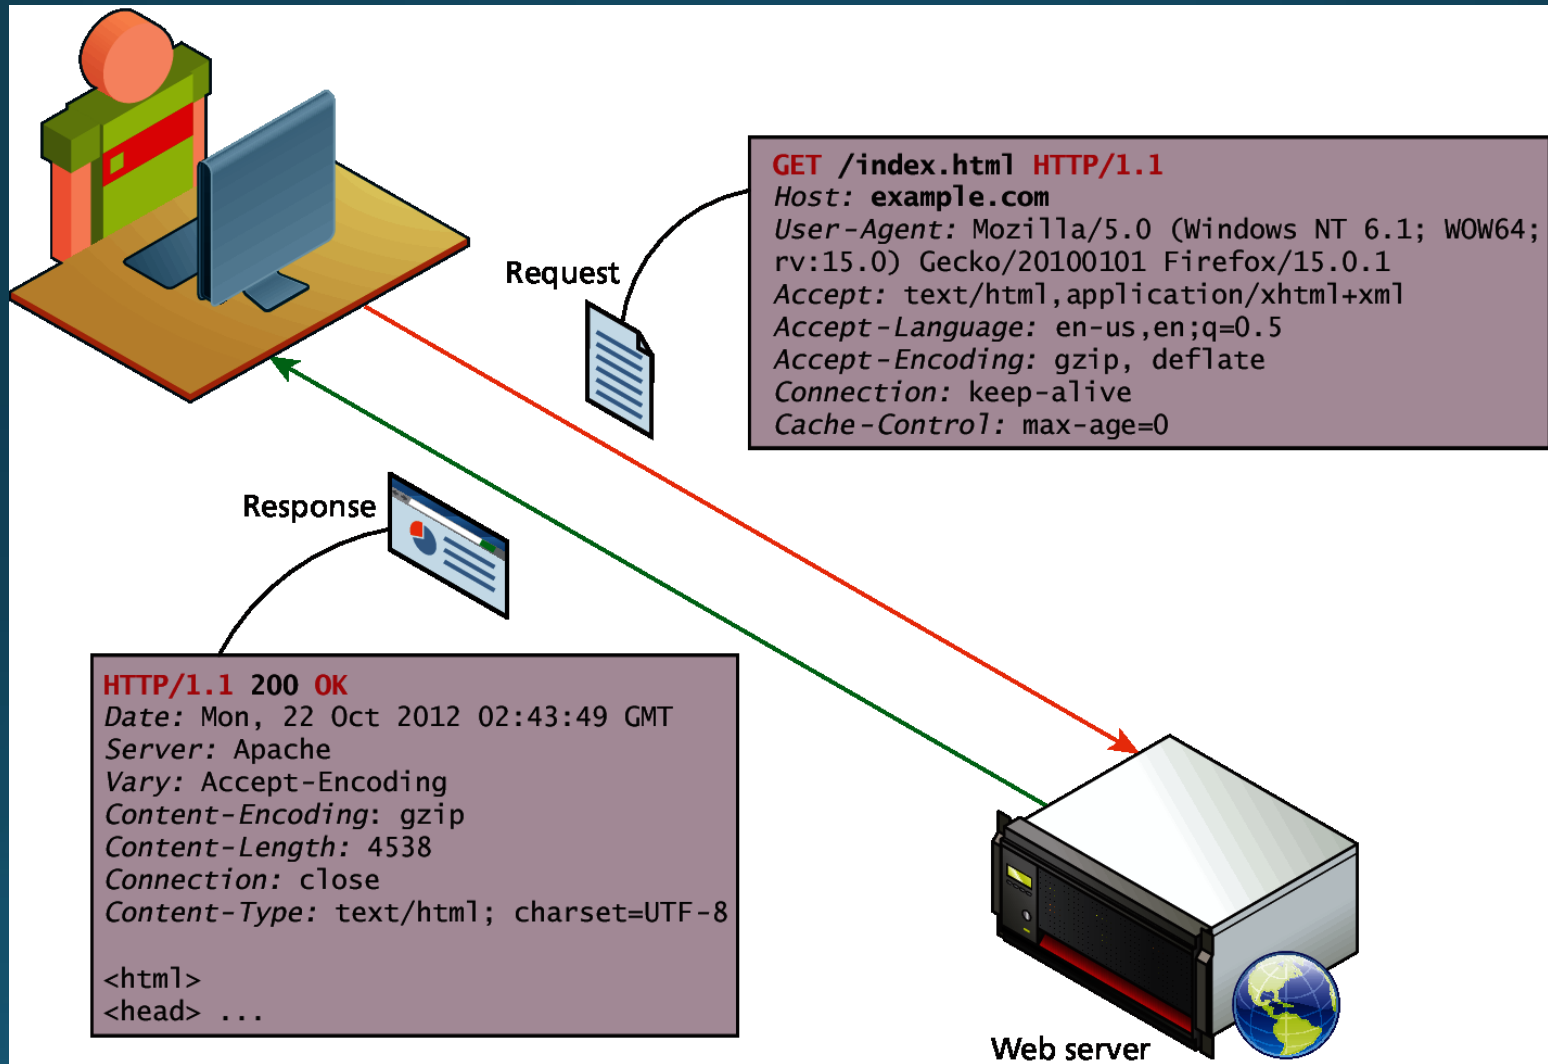 GET /index.html HTTP/1.1
Host: example.com
User-Agent: Mozilla/5.0 (Windows NT 6.1; WOW64;
rv:15.0) Gecko/20100101 Firefox/15.0.1
Accept: text/html,application/xhtml+xml
Accept-Language: en-us,en;q=0.5
Accept-Encoding: gzip, deflate
Connection: keep-alive
Cache-Control: max-age=0
Request
Response
HTTP/1.1 200 OK
Date: Mon, 22 Oct 2012 02:43:49 GMT
Server: Apache
Vary: Accept-Encoding
Content-Encoding: gzip
Content-Length: 4538
Connection: close
Content-Type: text/html; charset=UTF-8
<html>
<head> ...
Web server